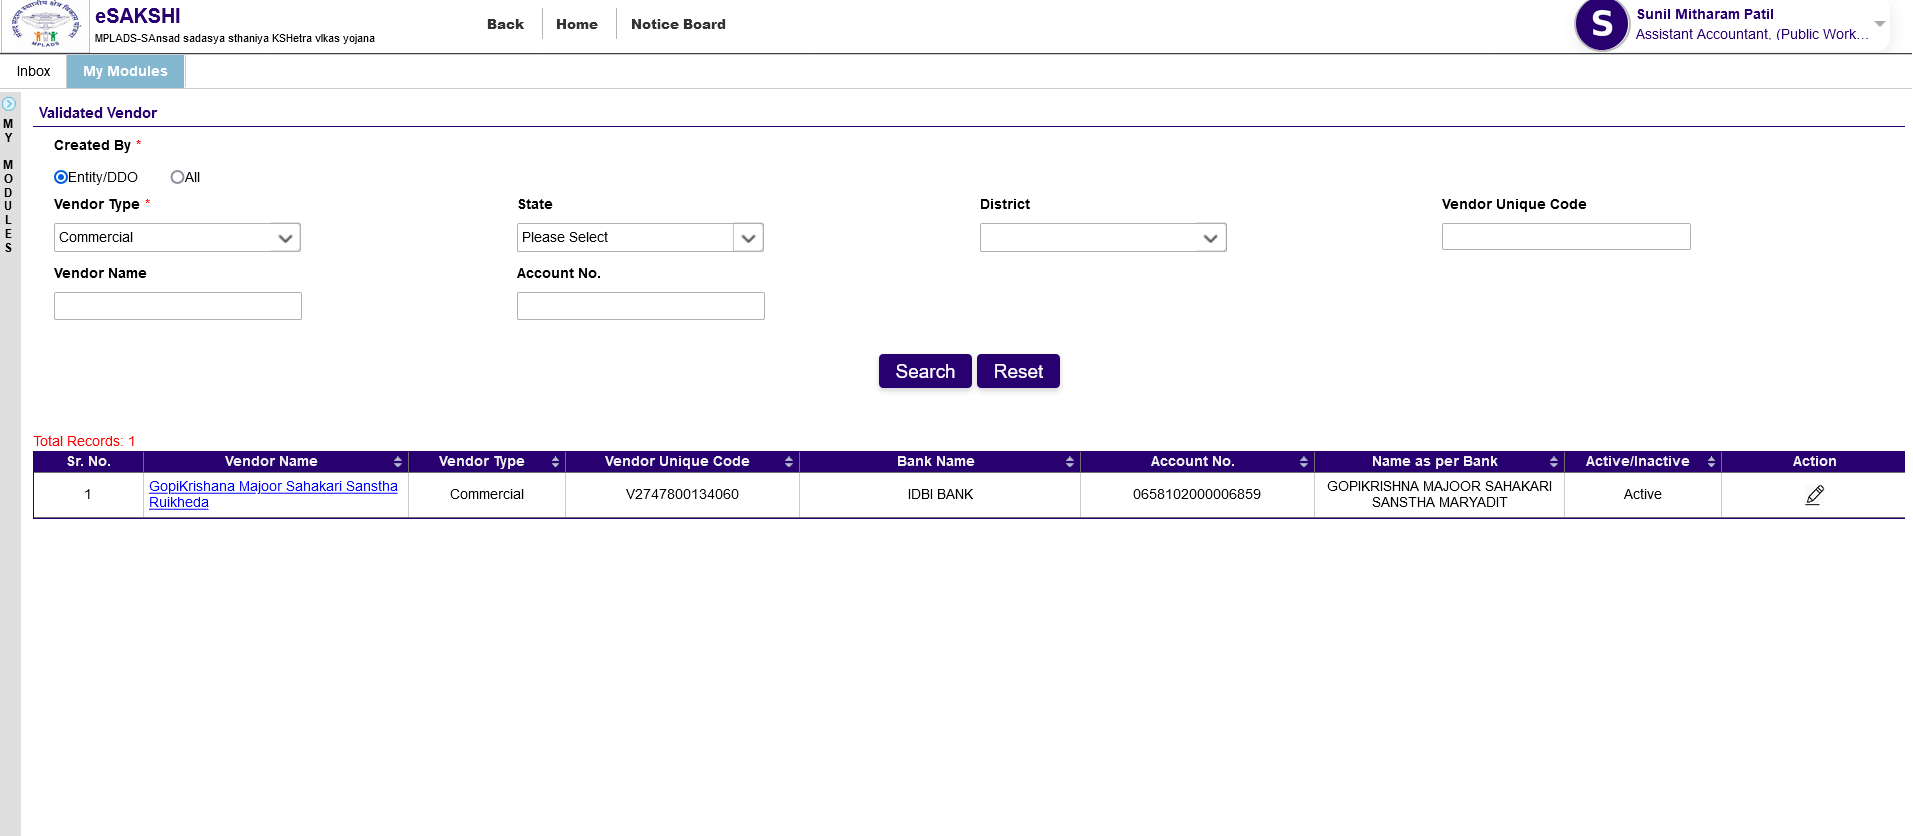 eSAKSHI
MPLADS-SAnsad sadasya sthaniya KSHetra vIkas yojana
Back
Home
Notice Board
S
Sunil Mitharam Patil
Assistant Accountant, (Public Work...
MPLADS
Inbox
My Modules
MY MODULES
Validated Vendor
Created By *
Entity/DDO
All
Vendor Type *
State
District
Vendor Unique Code
Commercial
Please Select
Vendor Name
Account No.
Search
Reset
Total Records: 1
Sr. No. Vendor Name Vendor Type Vendor Unique Code Bank Name Account No. Name as per Bank Active/Inactive Action
1 GopiKrishana Majoor Sahakari Sanstha Commercial V2747800134060 IDBI BANK 0658102000006859 GOPIKRISHNA MAJOOR SAHAKARI Active
Ruikheda SANSTHA MARYADIT